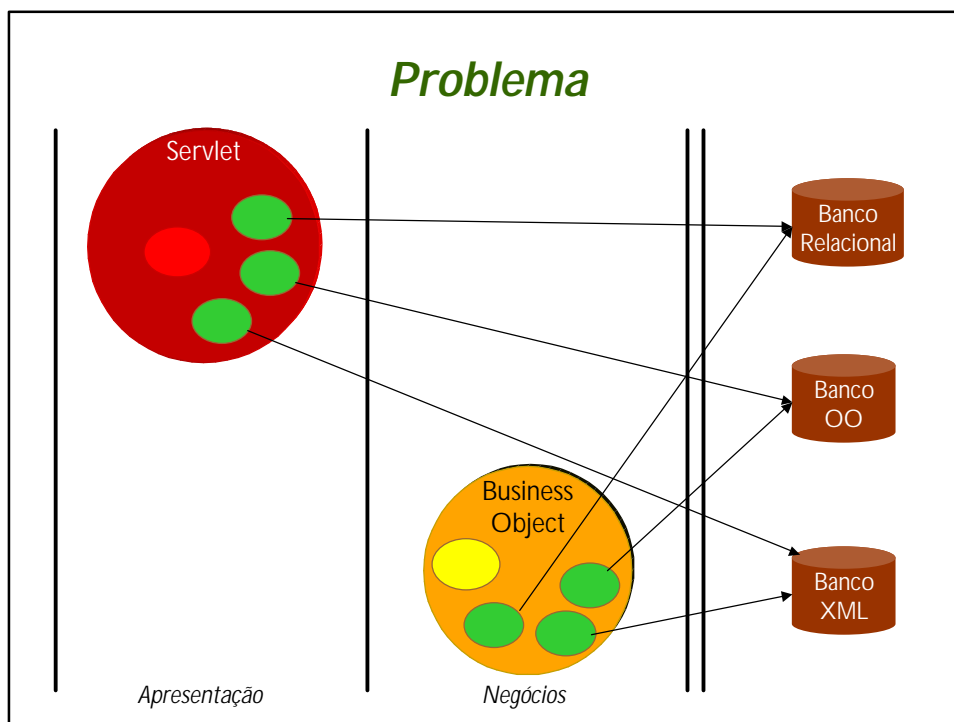 Problema
Servlet
Banco
Relacional
Banco
OO
Business
Object
Banco
XML
Apresentação
Negócios